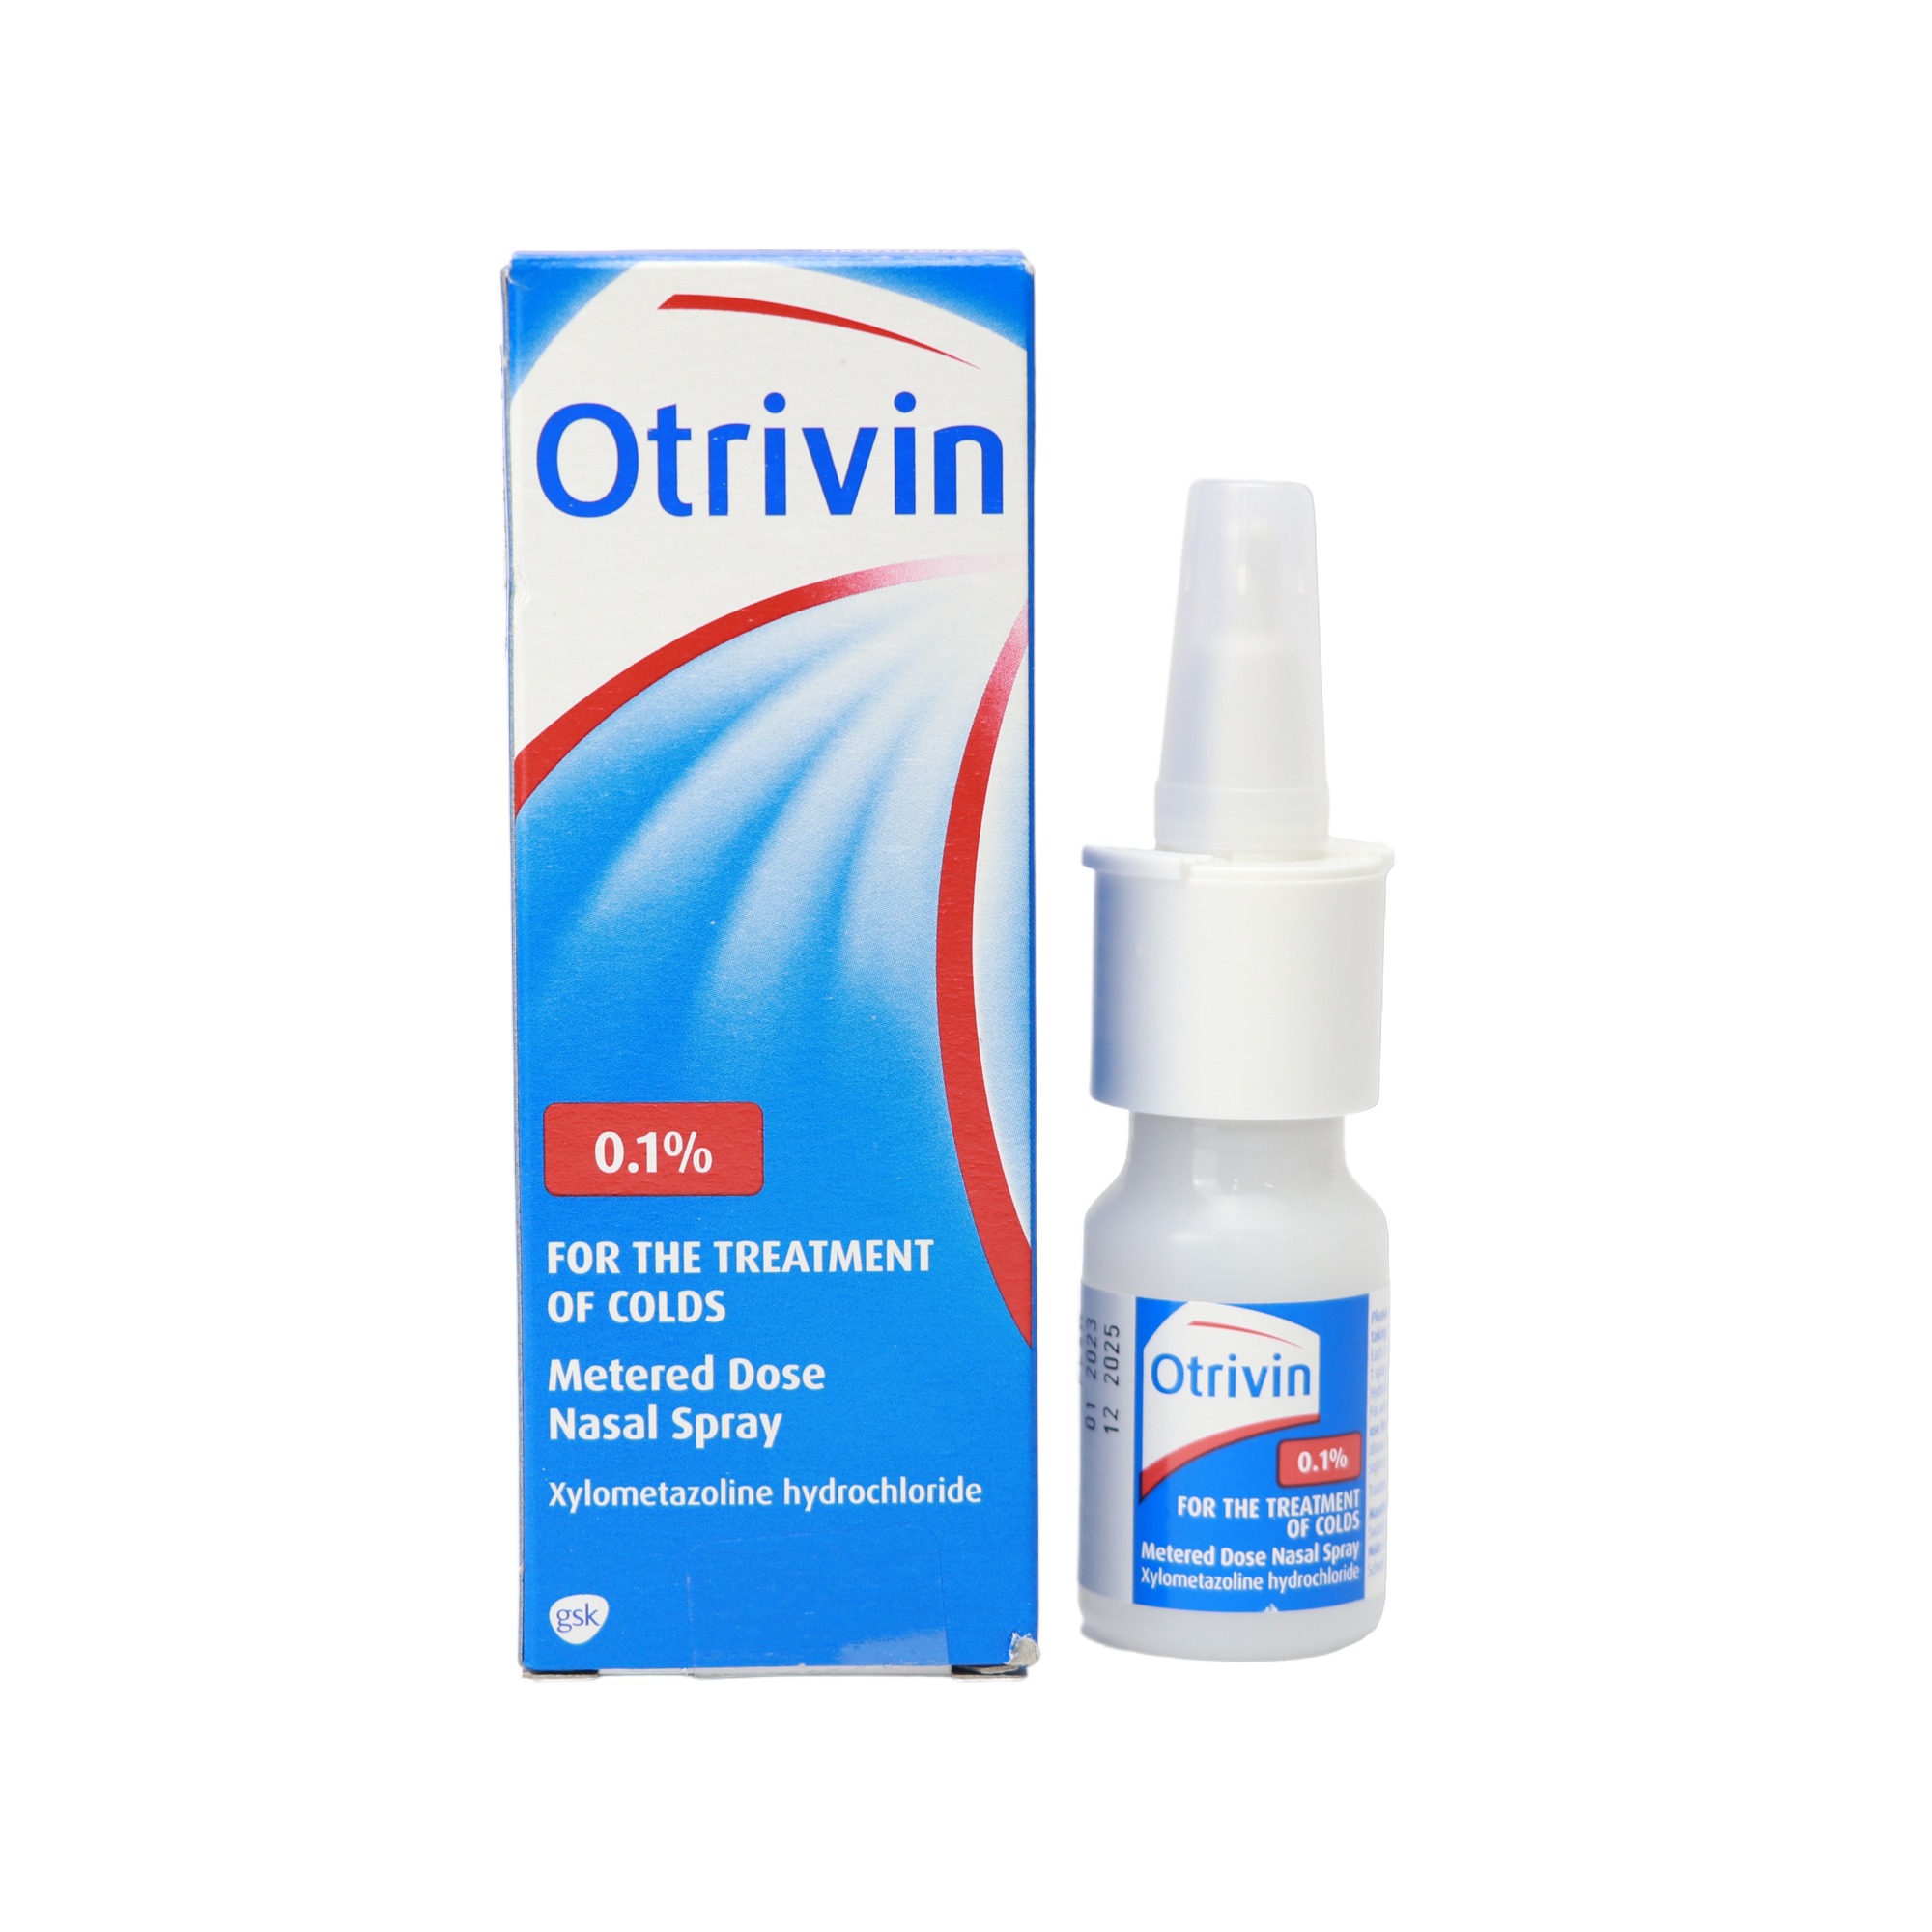 Otrivin
0.1%
FOR THE TREATMENT
OF COLDS
Metered Dose
Nasal Spray
Xylometazoline hydrochloride
gsk
01 2023
12 2025
Otrivin
0.1%
FOR THE TREATMENT
OF COLDS
Metered Dose Nasal Spray
Xylometazoline hydrochloride